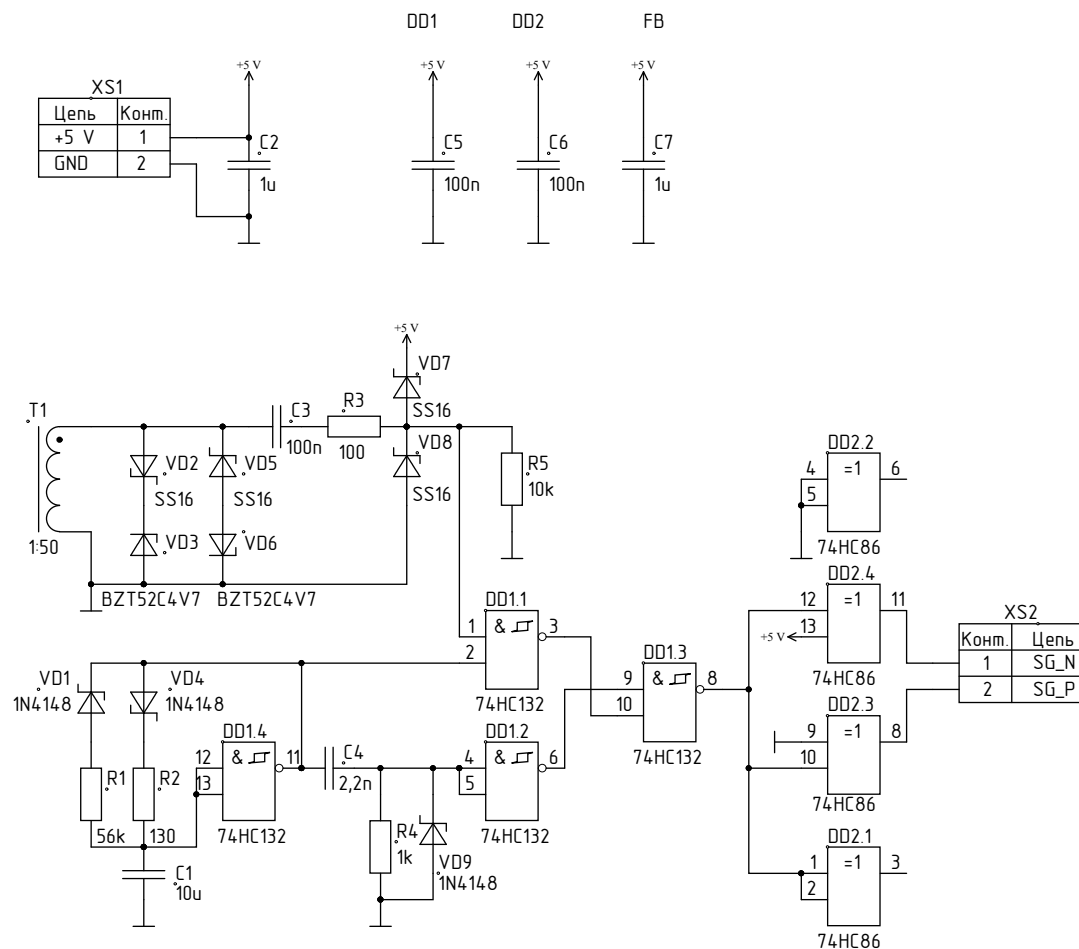 DD1 DD2 FB
+5 V +5 V +5 V +5 V
XS1
Цепь Конт.
+5 V 1
GND 2
C2
1u
C5
100n
C6
100n
C7
1u
+5 V
VD7
SS16
T1
1:50
C3
100n
R3
100
VD8
SS16
VD2
SS16
VD5
SS16
VD3
VD6
BZT52C4V7 BZT52C4V7
R5
10k
DD2.2
4 =1 6
5
74HC86
DD1.1
1 & 3
2
74HC132
DD2.4
12 =1 11
+5 V 13
74HC86
XS2
Конт. Цепь
1 SG_N
2 SG_P
DD1.3
9 & 8
10
74HC132
VD1
1N4148
VD4
1N4148
DD1.4
12 & 11
13
74HC132
C4
2,2n
DD1.2
4 & 6
5
74HC132
DD2.3
9 =1 8
10
74HC86
R1
56k
R2
130
R4
1k
VD9
1N4148
C1
10u
DD2.1
1 =1 3
2
74HC86